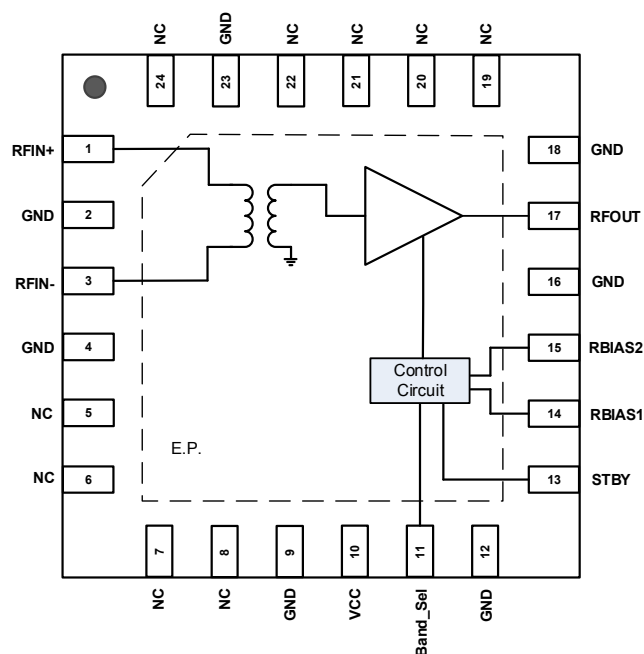 NC
GND
NC
NC
NC
NC
24
23
22
21
20
19
RFIN+
1
18
GND
GND
2
17
RFOUT
RFIN-
3
16
GND
GND
4
15
RBIAS2
Control
Circuit
NC
5
14
RBIAS1
E.P.
NC
6
13
STBY
7
8
9
10
11
12
NC
NC
GND
VCC
Band_Sel
GND